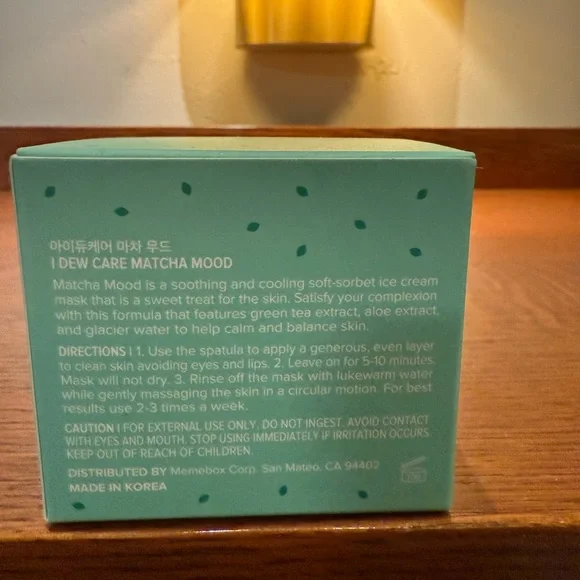 아이듀케어 마차 무드
I DEW CARE MATCHA MOOD
Matcha Mood is a soothing and cooling soft-sorbet ice cream
mask that is a sweet treat for the skin. Satisfy your complexion
with this formula that features green tea extract, aloe extract,
and glacier water to help calm and balance skin.
DIRECTIONS | 1. Use the spatula to apply a generous, even layer
to clean skin avoiding eyes and lips. 2. Leave on for 5-10 minutes.
Mask will not dry. 3. Rinse off the mask with lukewarm water
while gently massaging the skin in a circular motion. For best
results use 2-3 times a week.
CAUTION | FOR EXTERNAL USE ONLY. DO NOT INGEST. AVOID CONTACT
WITH EYES AND MOUTH. STOP USING IMMEDIATELY IF IRRITATION OCCURS.
KEEP OUT OF REACH OF CHILDREN.
DISTRIBUTED BY Memebox Corp. San Mateo, CA 94402
MADE IN KOREA